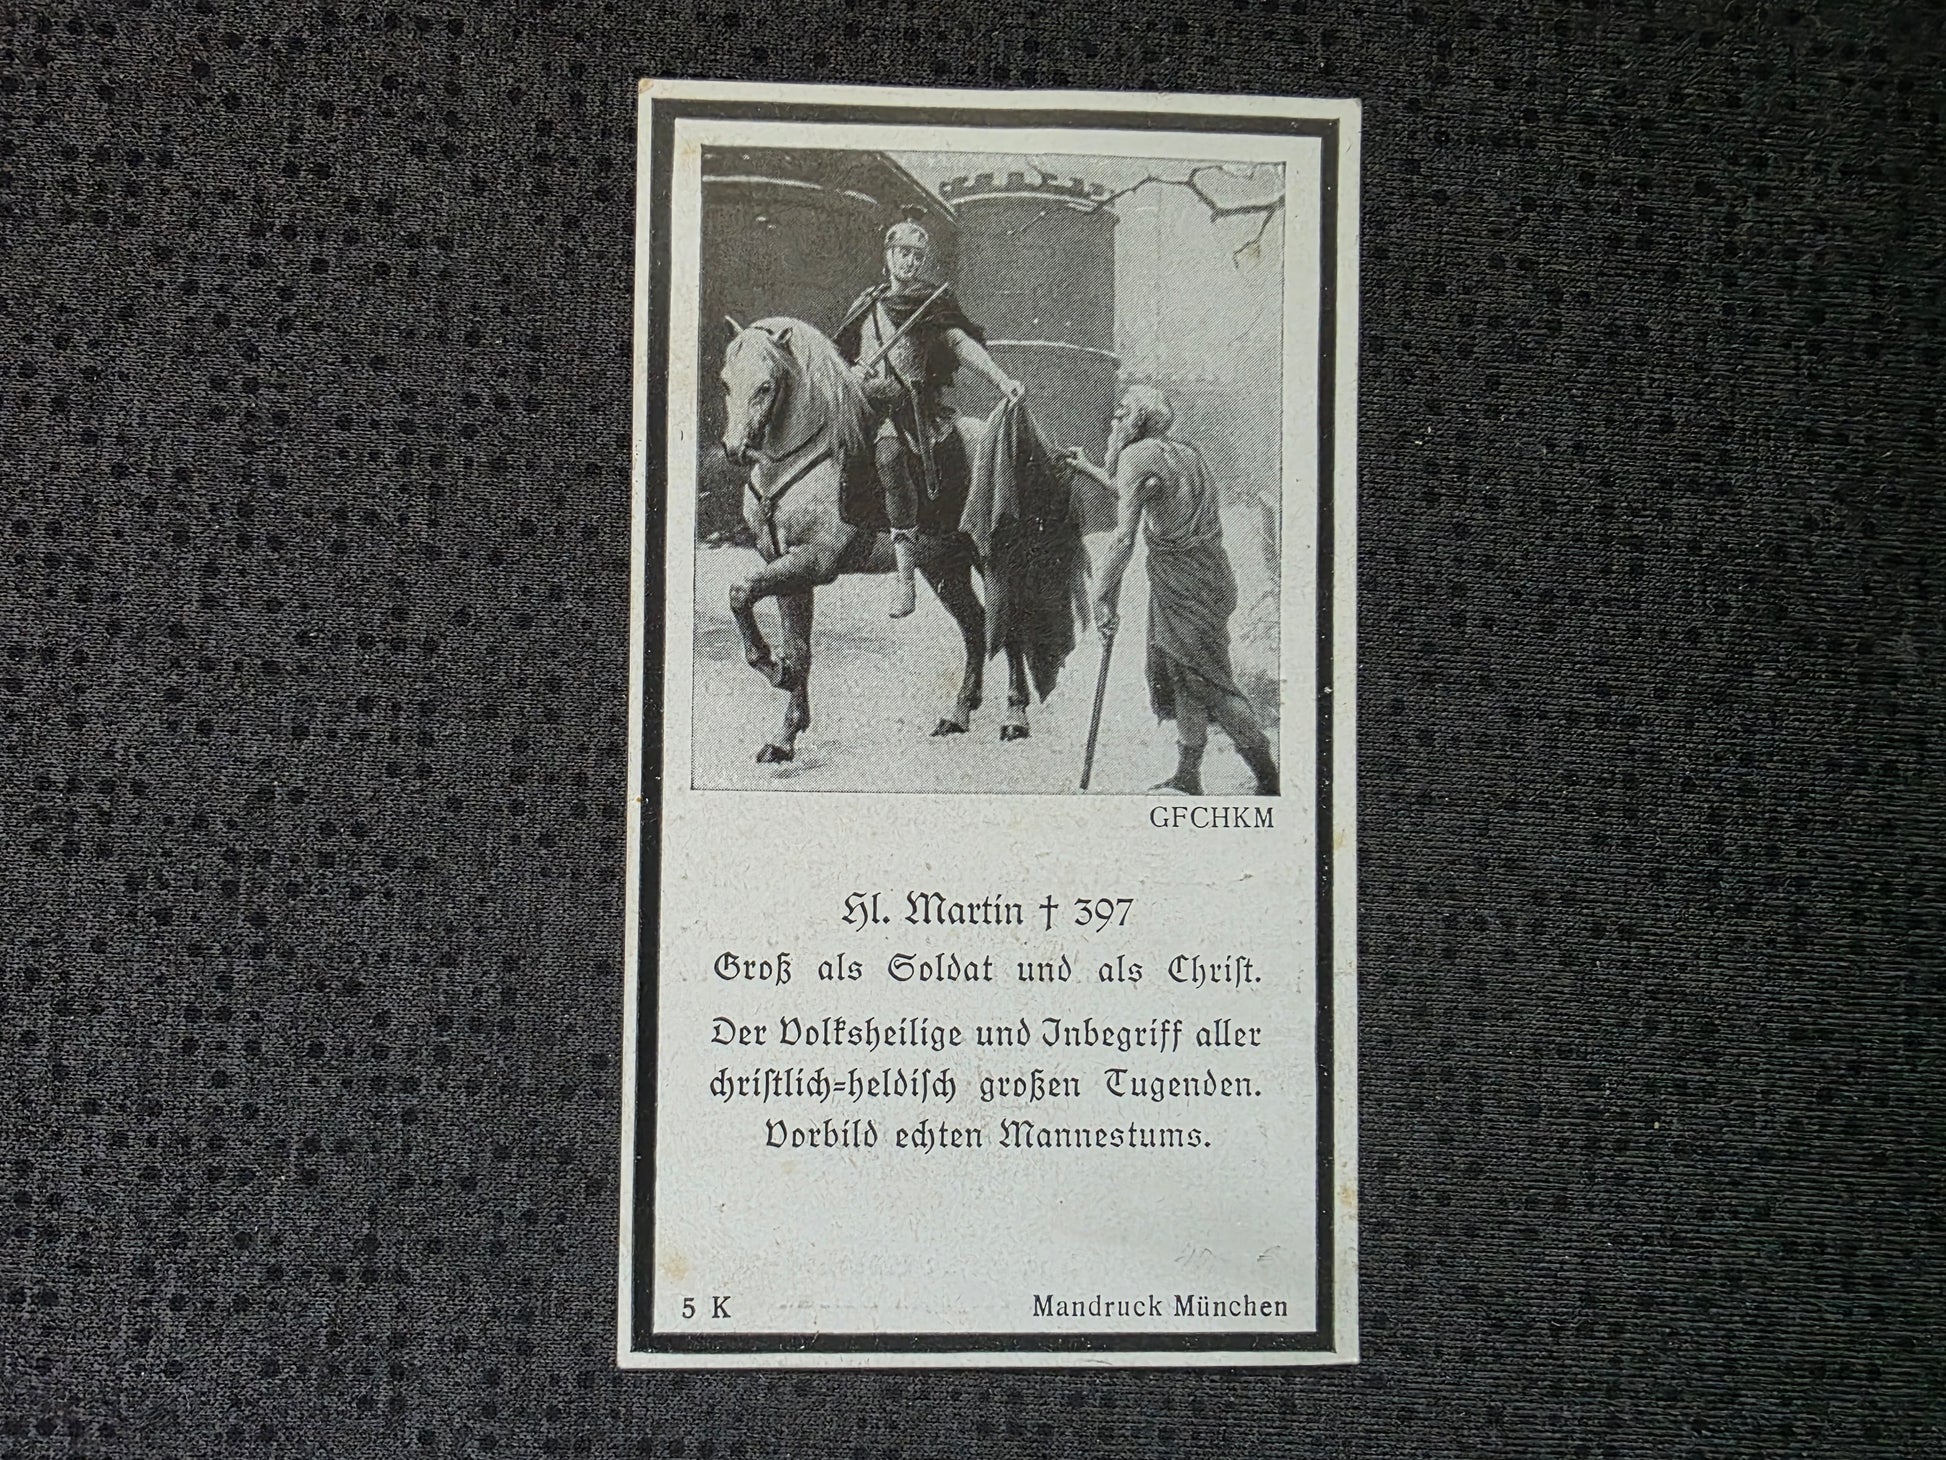 GFCHKM
Hl. Martin † 397
Groß als Soldat und als Chriſt.
Der Volksheilige und Inbegriff aller
chriſtlich=heldiſch großen Tugenden.
Vorbild echten Mannestums.
5 K
Mandruck München